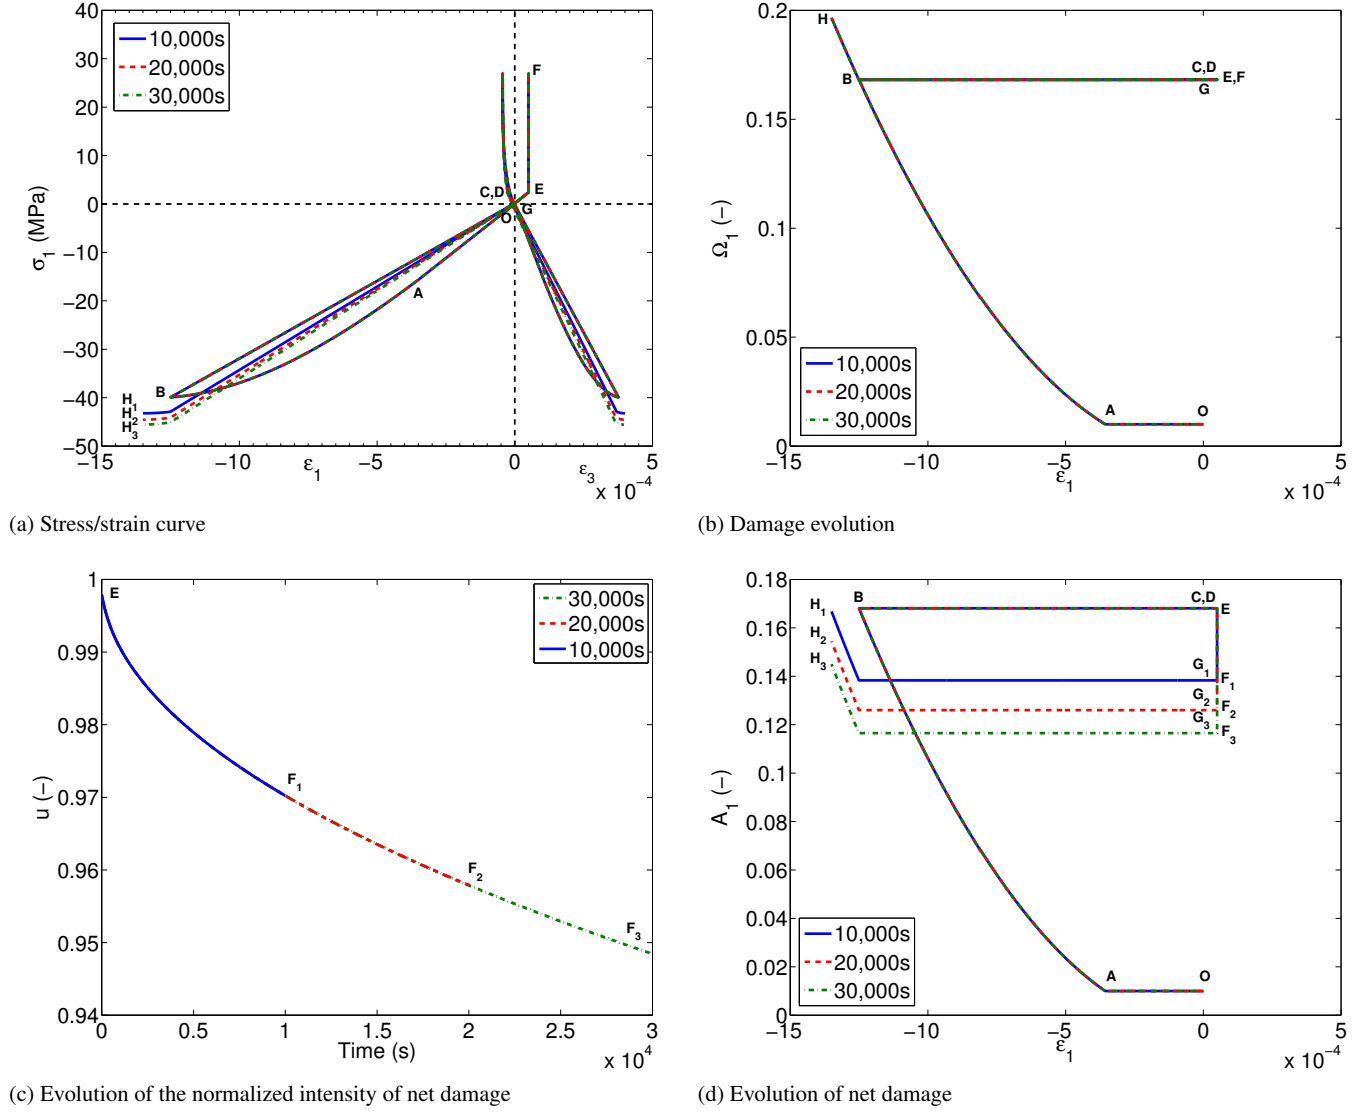 40
30
20
10
0
−10
−20
−30
−40
−50
σ1 (MPa)
10,000s
20,000s
30,000s
F
E
C,D
O
G
A
B
H1
H2
H3
−15
−10
−5
0
5
ε1
ε3
x 10−4
(a) Stress/strain curve
0.2
0.15
0.1
0.05
0
Ω1 (−)
H
B
C,D
E,F
G
A
O
10,000s
20,000s
30,000s
−15
−10
−5
0
5
ε1
x 10−4
(b) Damage evolution
1
0.99
0.98
0.97
0.96
0.95
0.94
u (−)
E
30,000s
20,000s
10,000s
F1
F2
F3
0
0.5
1
1.5
2
2.5
3
Time (s)
x 104
(c) Evolution of the normalized intensity of net damage
0.18
0.16
0.14
0.12
0.1
0.08
0.06
0.04
0.02
0
A1 (−)
H1
H2
H3
B
C,D
E
G1
F1
G2
F2
G3
F3
A
O
10,000s
20,000s
30,000s
−15
−10
−5
0
5
ε1
x 10−4
(d) Evolution of net damage